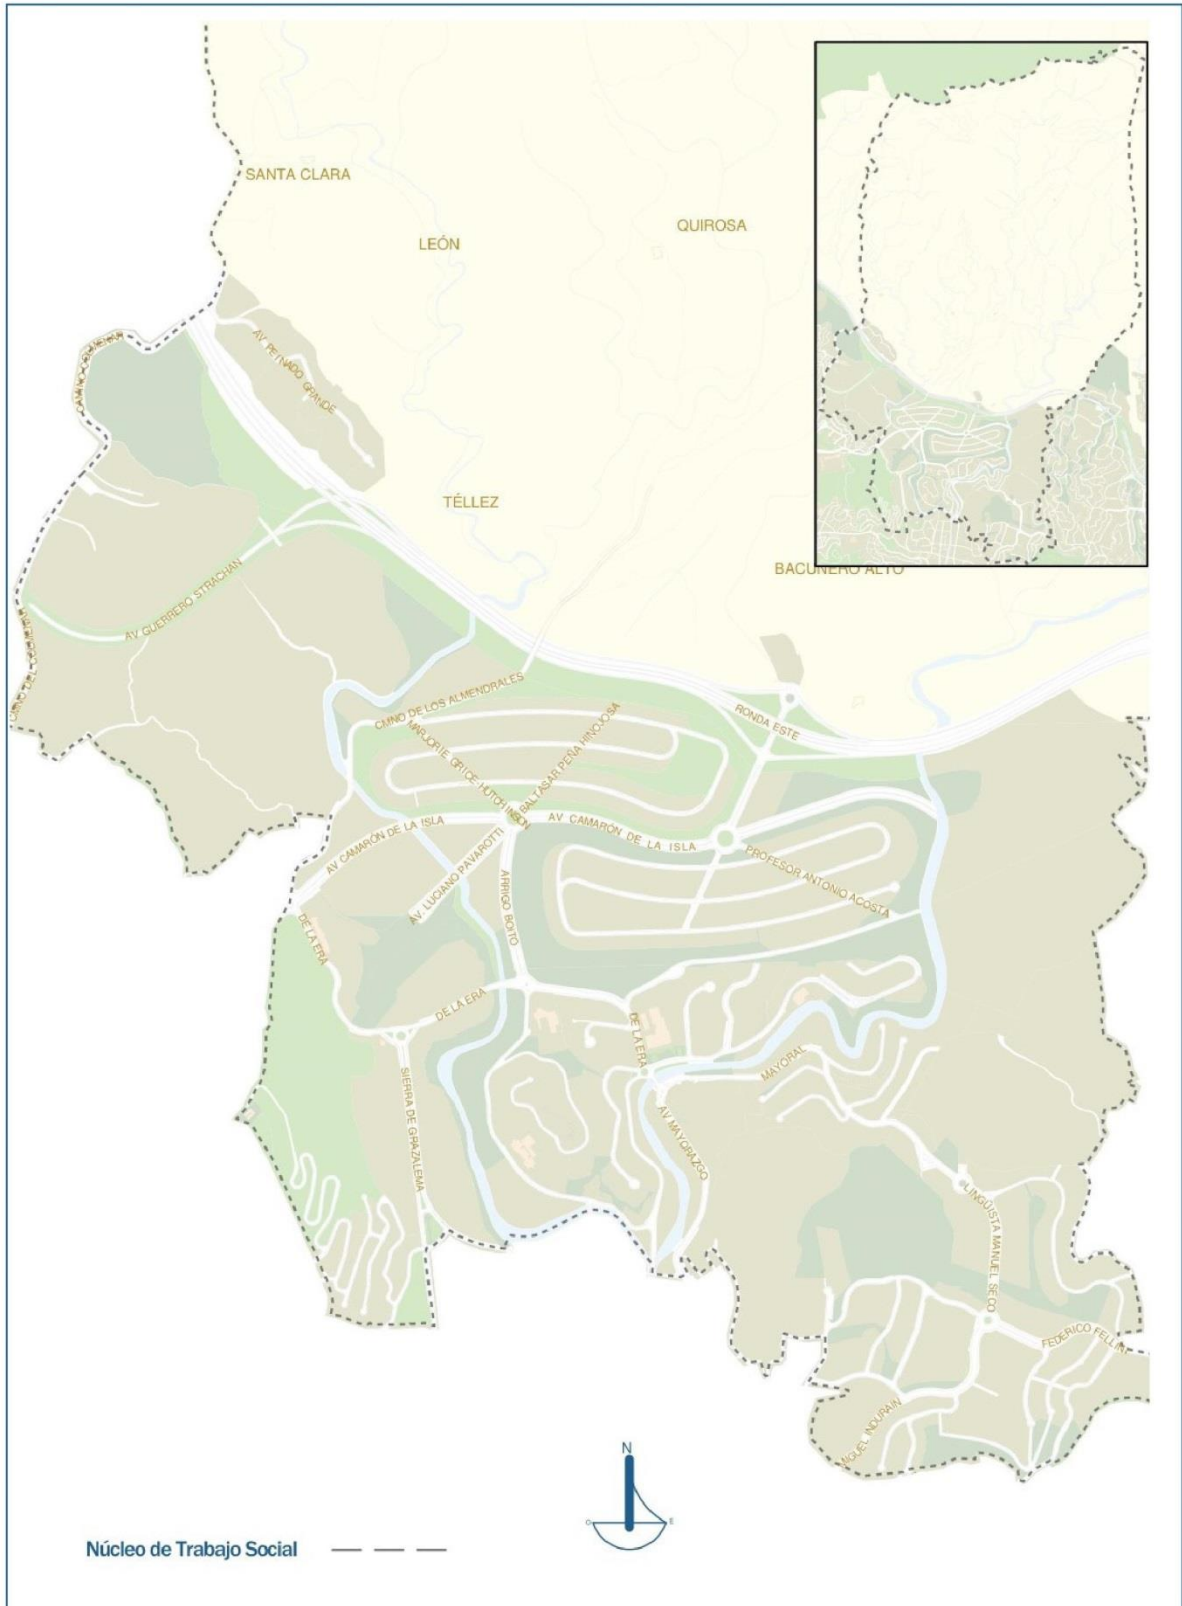 SANTA CLARA
QUIROSA
LEÓN
AV PEINADO GRANDE
TÉLLEZ
BACUÑERO ALTO
AV GUERRERO STRACHAN
CMNO DE LOS ALMENDRALES
RONDA ESTE
MARJORIE GRICE-HUTCHINSON
BALTASAR PEÑA HINOJOSA
AV CAMARÓN DE LA ISLA
AV CAMARÓN DE LA ISLA
AV. LUCIANO PAVAROTTI
PROFESOR ANTONIO ACOSTA
ARRIGO BOITO
DE LA ERA
DE LA ERA
DE LA ERA
MAYORAL
SIERRA DE GRAZALEMA
AV MAYORAZGO
LINGÜISTA MANUEL SECO
FEDERICO FELLINI
MIGUEL INDURAIN
N
O
E
Núcleo de Trabajo Social